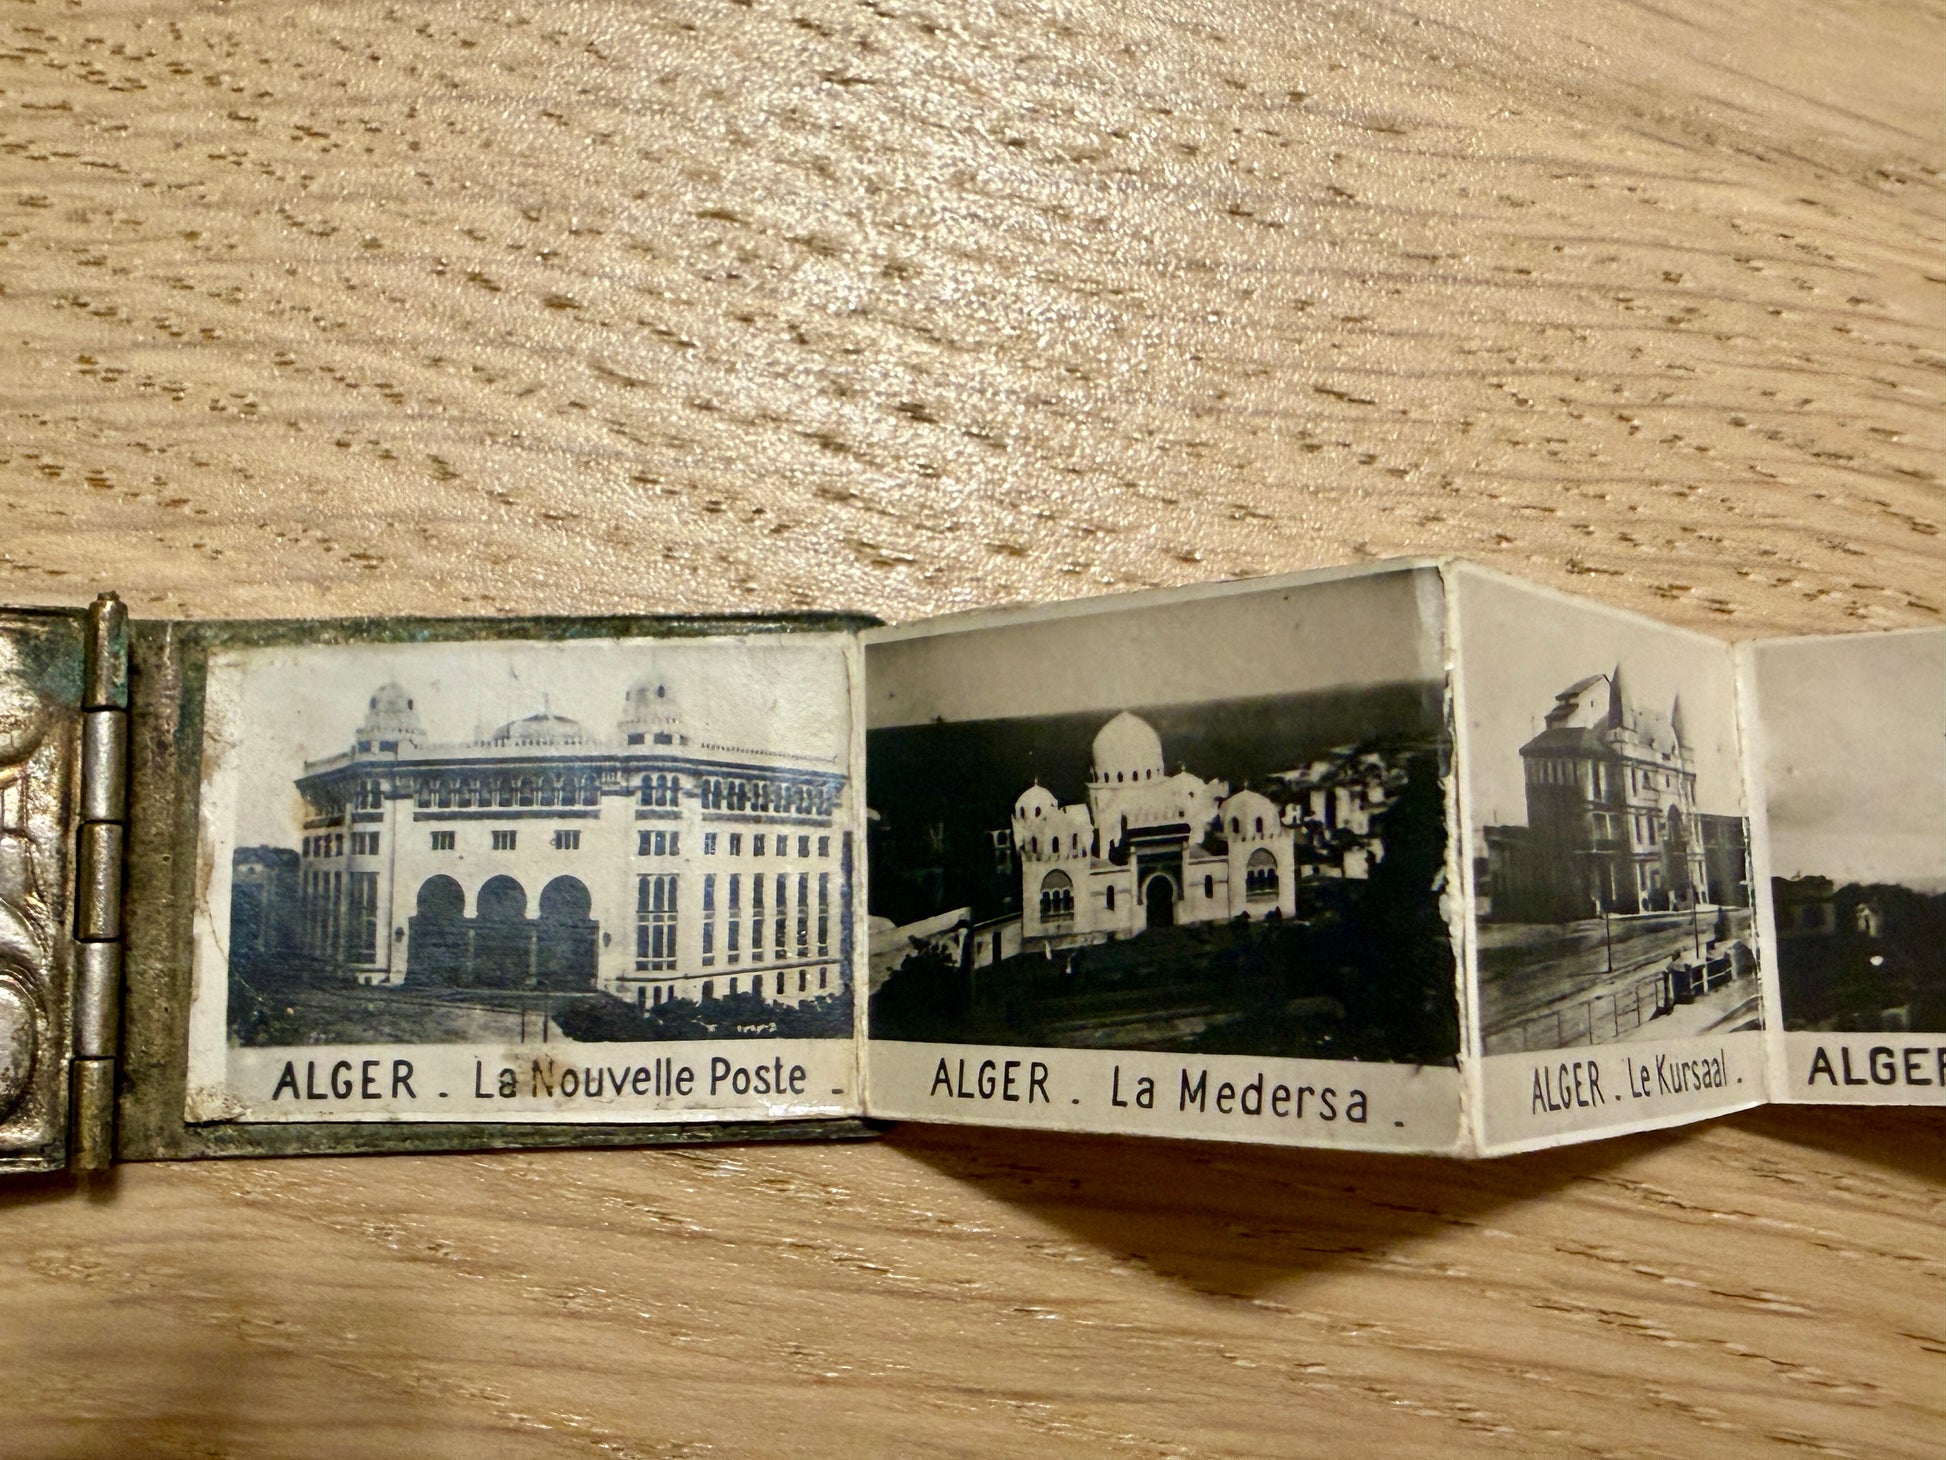 ALGER . La Nouvelle Poste .
ALGER . La Medersa .
ALGER . Le Kursaal .
ALGER